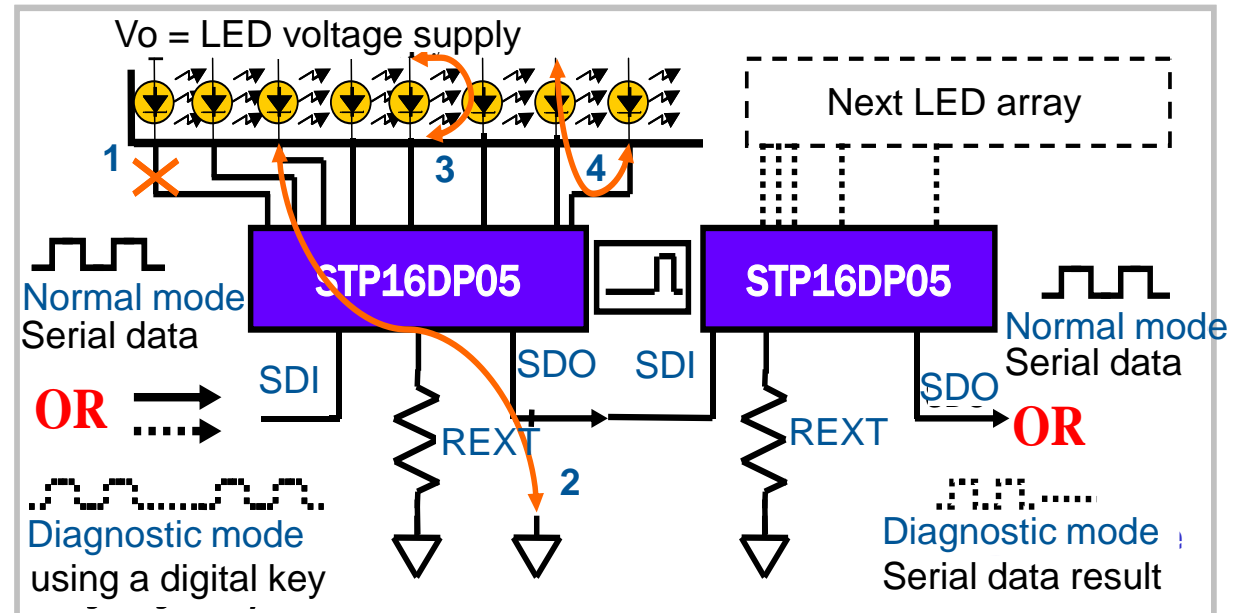 Vo = LED voltage supply
Next LED array
1
3
4
STP16DP05
STP16DP05
Normal mode
Serial data
Normal mode
Serial data
SDI
SDO
SDI
SDO
OR
OR
REXT
REXT
2
Diagnostic mode
using a digital key
Diagnostic mode
Serial data result